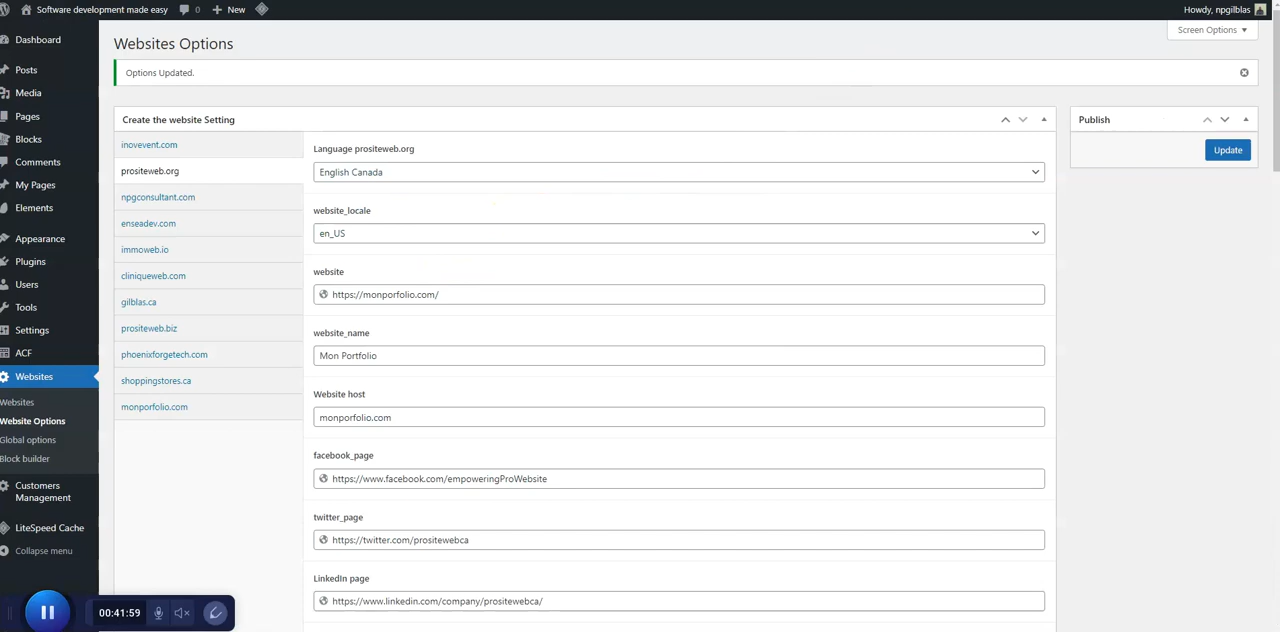 Software development made easy 0 New Howdy, npgilblas
Screen Options ▼
Dashboard
Posts
Media
Pages
Blocks
Comments
My Pages
Elements
Appearance
Plugins
Users
Tools
Settings
ACF
Websites
Websites
Website Options
Global options
Block builder
Customers
Management
LiteSpeed Cache
Collapse menu
Websites Options
Options Updated.
Create the website Setting
inovevent.com
prositeweb.org
npgconsultant.com
enseadev.com
immoweb.io
cliniqueweb.com
gilblas.ca
prositeweb.biz
phoenixforgetech.com
shoppingstores.ca
monporfolio.com
Language prositeweb.org
English Canada
website_locale
en_US
website
https://monporfolio.com/
website_name
Mon Portfolio
Website host
monporfolio.com
facebook_page
https://www.facebook.com/empoweringProWebsite
twitter_page
https://twitter.com/prositewebca
LinkedIn page
https://www.linkedin.com/company/prositewebca/
Publish
Update
00:41:59